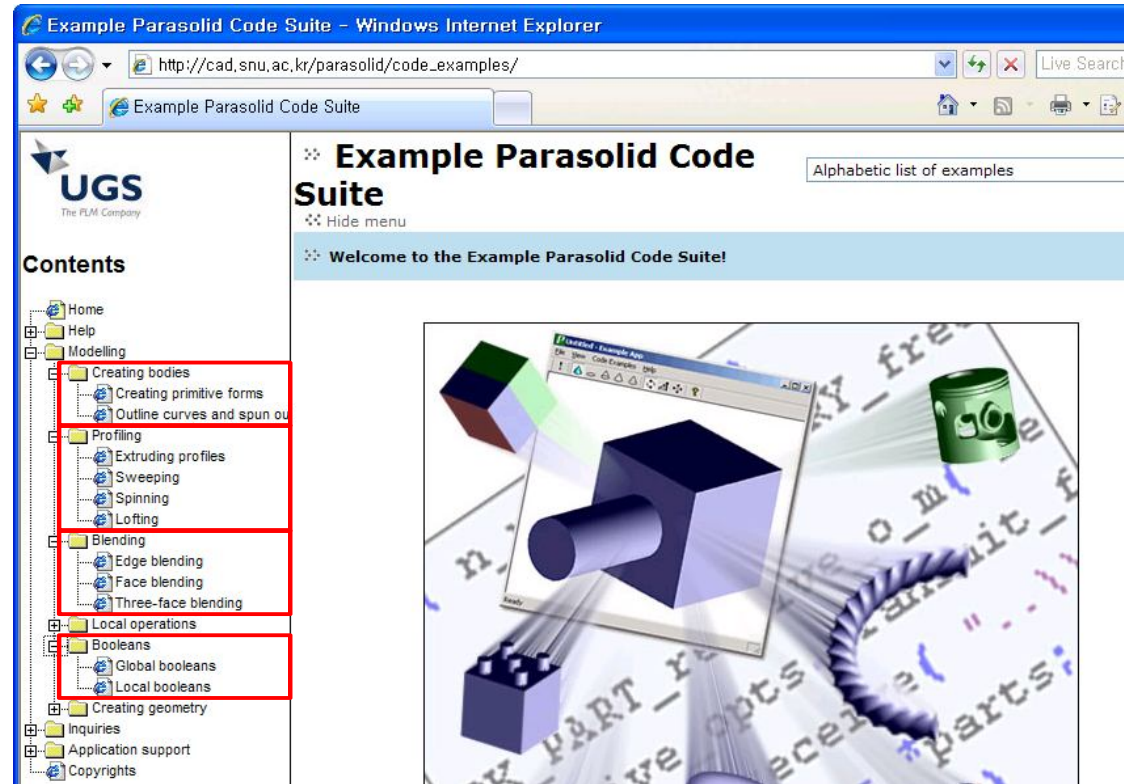 Example Parasolid Code Suite - Windows Internet Explorer
http://cad.snu.ac.kr/parasolid/code_examples/
Live Search
Example Parasolid Code Suite
UGS
The PLM Company
Contents
Home
Help
Modelling
Creating bodies
Creating primitive forms
Outline curves and spun ou
Profiling
Extruding profiles
Sweeping
Spinning
Lofting
Blending
Edge blending
Face blending
Three-face blending
Local operations
Booleans
Global booleans
Local booleans
Creating geometry
Inquiries
Application support
Copyrights
Example Parasolid Code
Suite
Hide menu
Alphabetic list of examples
Welcome to the Example Parasolid Code Suite!
Untitled - Example App
File View Code Examples Help
Ready